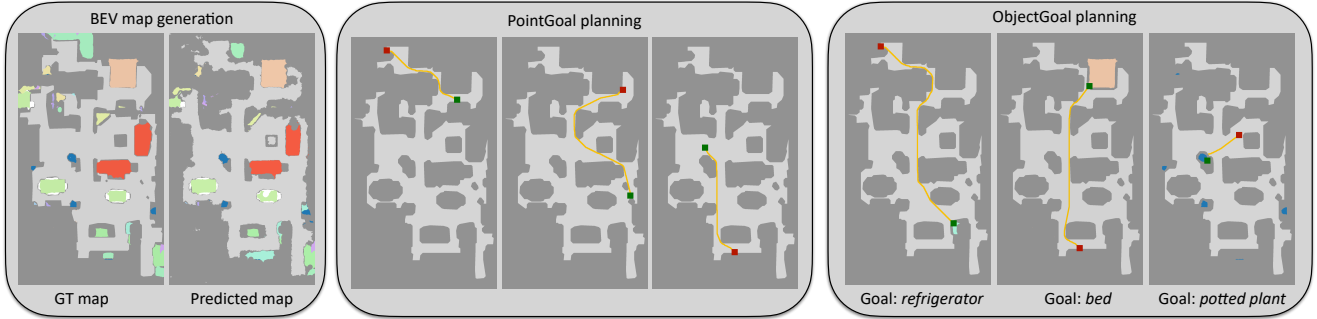 BEV map generation
GT map
Predicted map
PointGoal planning
ObjectGoal planning
Goal: refrigerator
Goal: bed
Goal: potted plant